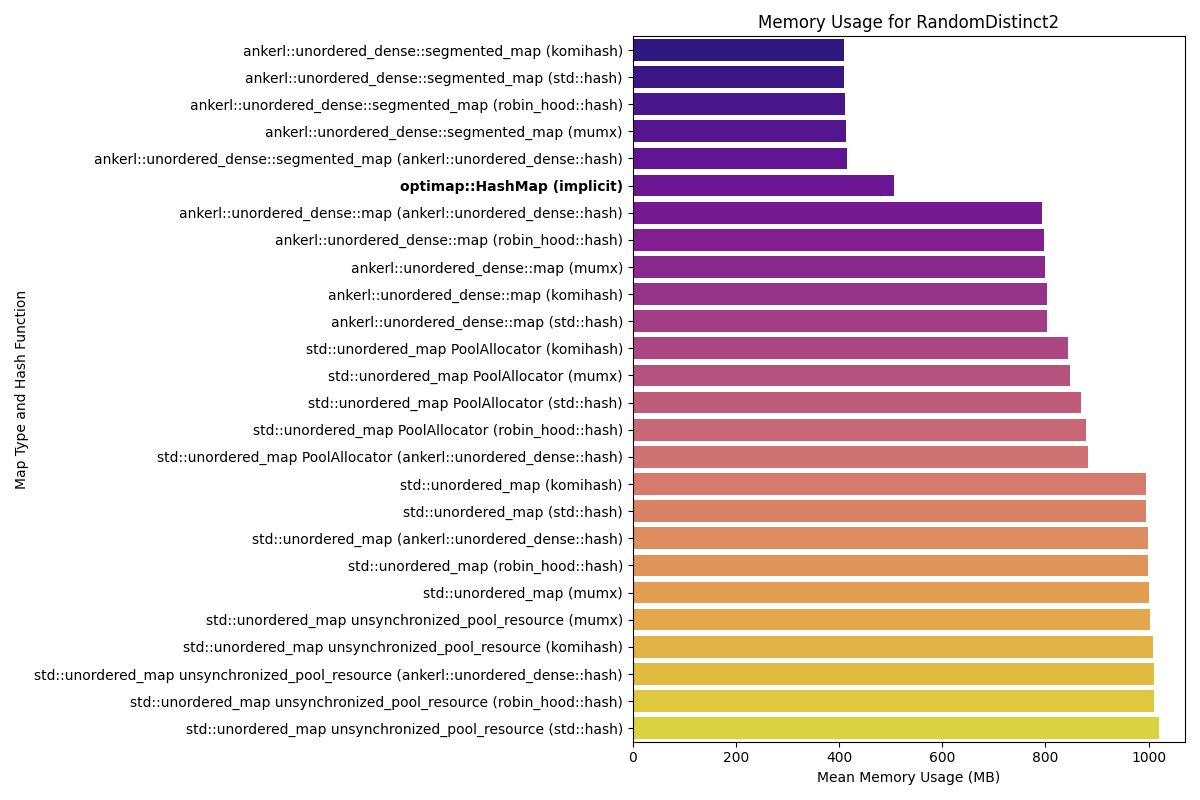 Memory Usage for RandomDistinct2
ankerl::unordered_dense::segmented_map (komihash)
ankerl::unordered_dense::segmented_map (std::hash)
ankerl::unordered_dense::segmented_map (robin_hood::hash)
ankerl::unordered_dense::segmented_map (mumx)
ankerl::unordered_dense::segmented_map (ankerl::unordered_dense::hash)
optimap::HashMap (implicit)
ankerl::unordered_dense::map (ankerl::unordered_dense::hash)
ankerl::unordered_dense::map (robin_hood::hash)
ankerl::unordered_dense::map (mumx)
ankerl::unordered_dense::map (komihash)
ankerl::unordered_dense::map (std::hash)
std::unordered_map PoolAllocator (komihash)
std::unordered_map PoolAllocator (mumx)
std::unordered_map PoolAllocator (std::hash)
std::unordered_map PoolAllocator (robin_hood::hash)
std::unordered_map PoolAllocator (ankerl::unordered_dense::hash)
std::unordered_map (komihash)
std::unordered_map (std::hash)
std::unordered_map (ankerl::unordered_dense::hash)
std::unordered_map (robin_hood::hash)
std::unordered_map (mumx)
std::unordered_map unsynchronized_pool_resource (mumx)
std::unordered_map unsynchronized_pool_resource (komihash)
std::unordered_map unsynchronized_pool_resource (ankerl::unordered_dense::hash)
std::unordered_map unsynchronized_pool_resource (robin_hood::hash)
std::unordered_map unsynchronized_pool_resource (std::hash)
Map Type and Hash Function
0 200 400 600 800 1000
Mean Memory Usage (MB)